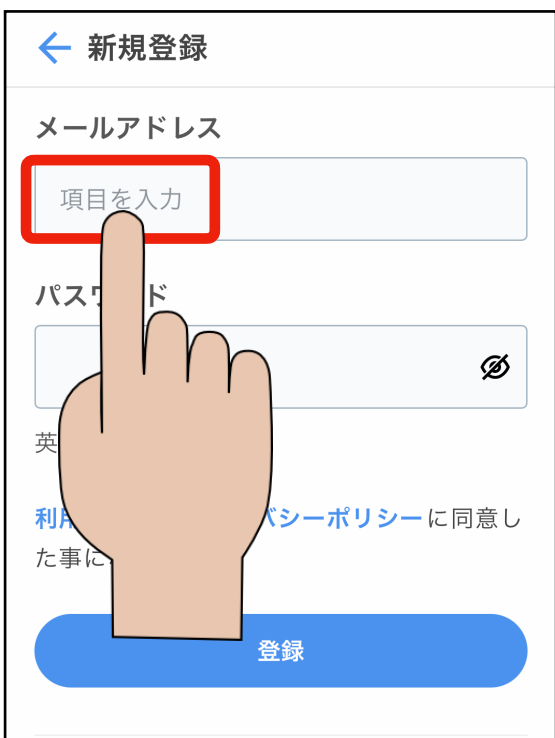 新規登録
メールアドレス
項目を入力
パス ド
英
利 バシーポリシーに同意し
た事に
登録